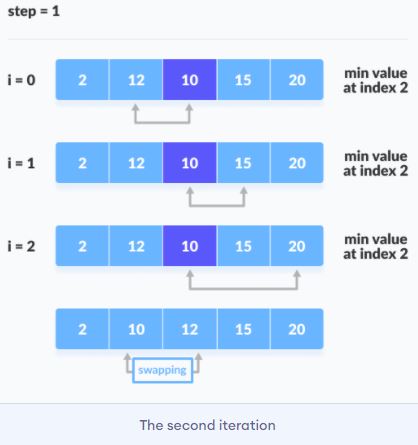 step = 1
i = 0 2 12 10 15 20 min value
at index 2
i = 1 2 12 10 15 20 min value
at index 2
i = 2 2 12 10 15 20 min value
at index 2
2 10 12 15 20
swapping
The second iteration